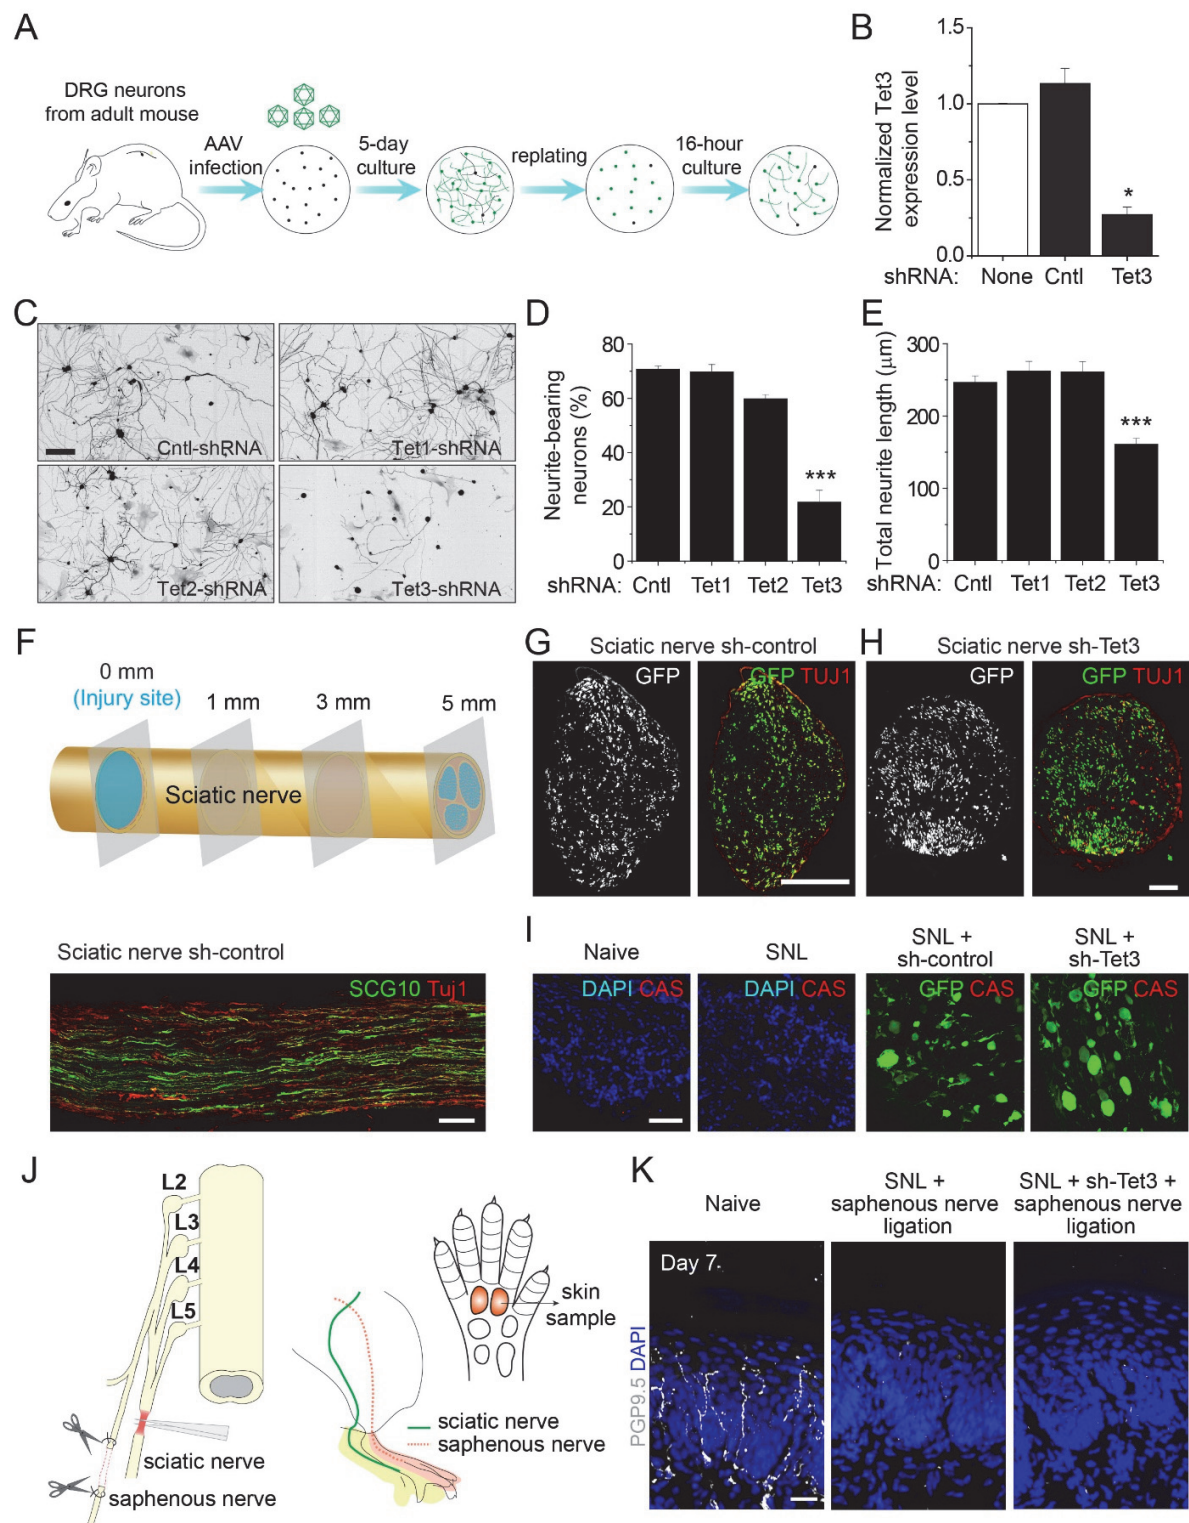 A
DRG neurons
from adult mouse
AAV
infection
5-day
culture
replating
16-hour
culture
B
Normalized Tet3
expression level
1.5
1.0
0.5
0.0
shRNA: None Cntl Tet3
*
C
Cntl-shRNA
Tet1-shRNA
Tet2-shRNA
Tet3-shRNA
D
Neurite-bearing
neurons (%)
80
60
40
20
0
***
shRNA: Cntl Tet1 Tet2 Tet3
E
Total neurite length (µm)
300
200
100
0
***
shRNA: Cntl Tet1 Tet2 Tet3
F
0 mm
(Injury site)
1 mm
3 mm
5 mm
Sciatic nerve
Sciatic nerve sh-control
SCG10 Tuj1
G
Sciatic nerve sh-control
GFP
GFP TUJ1
H
Sciatic nerve sh-Tet3
GFP
GFP TUJ1
I
Naive
DAPI CAS
SNL
DAPI CAS
SNL +
sh-control
GFP CAS
SNL +
sh-Tet3
GFP CAS
J
L2
L3
L4
L5
sciatic nerve
saphenous nerve
skin
sample
sciatic nerve
saphenous nerve
K
Naive
SNL +
saphenous nerve
ligation
SNL + sh-Tet3 +
saphenous nerve
ligation
Day 7
PGP9.5 DAPI